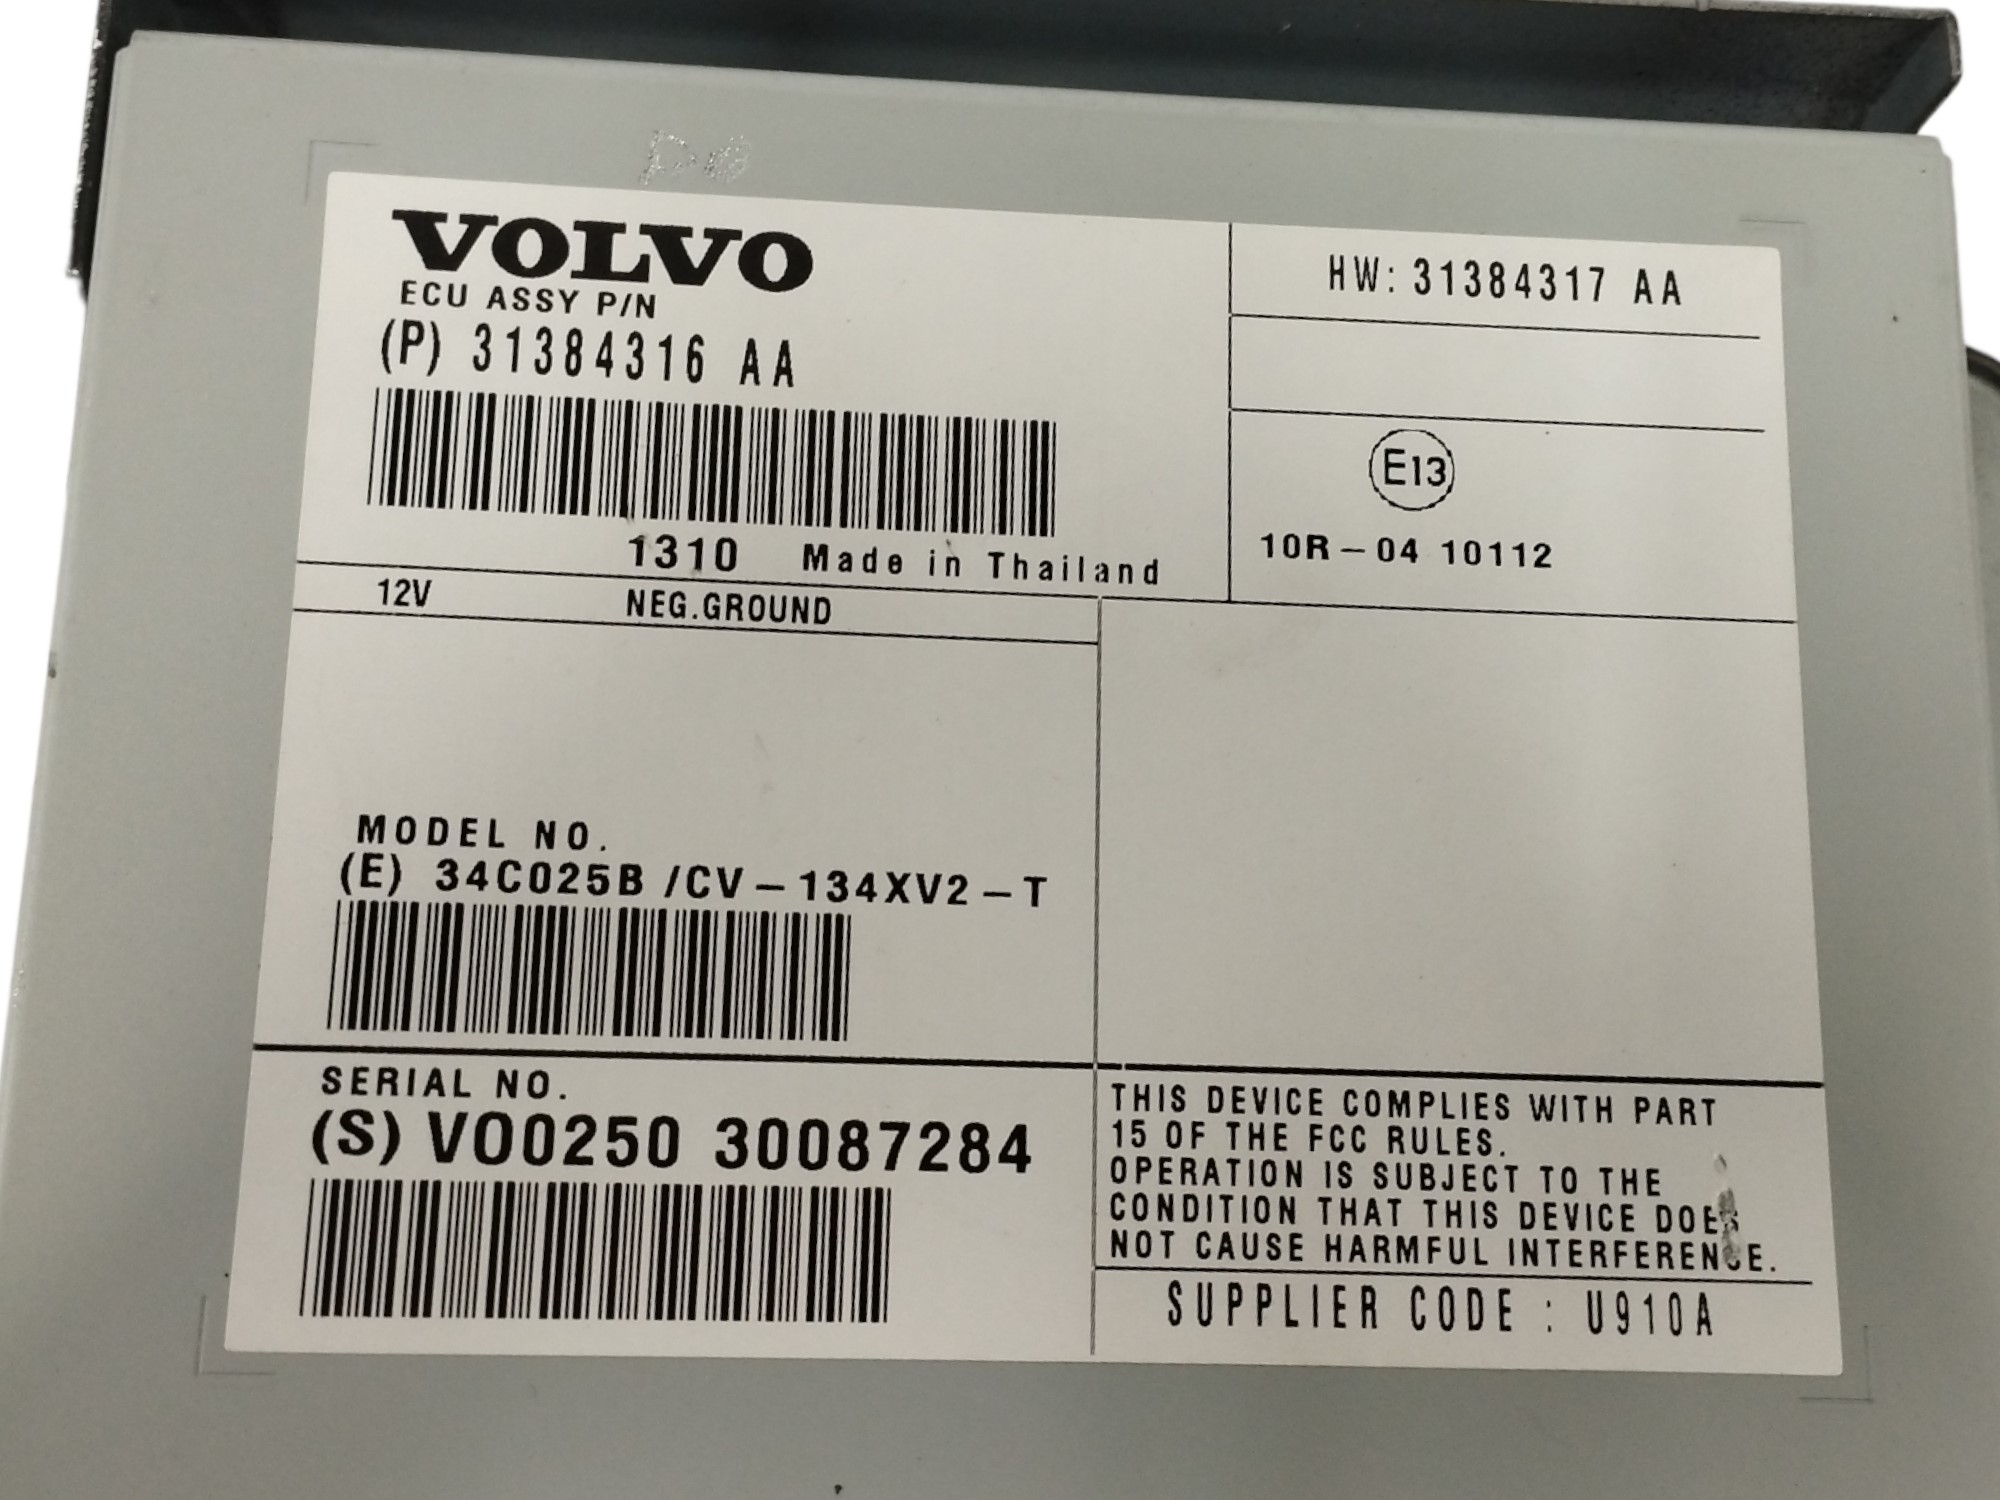 VOLVO
ECU ASSY P/N
(P) 31384316 AA
1310 Made in Thailand
HW: 31384317 AA
E13
10R-04 10112
12V NEG.GROUND
MODEL NO.
(E) 34C025B /CV-134XV2-T
SERIAL NO.
(S) VO0250 30087284
THIS DEVICE COMPLIES WITH PART
15 OF THE FCC RULES.
OPERATION IS SUBJECT TO THE
CONDITION THAT THIS DEVICE DOES
NOT CAUSE HARMFUL INTERFERENCE.
SUPPLIER CODE : U910A